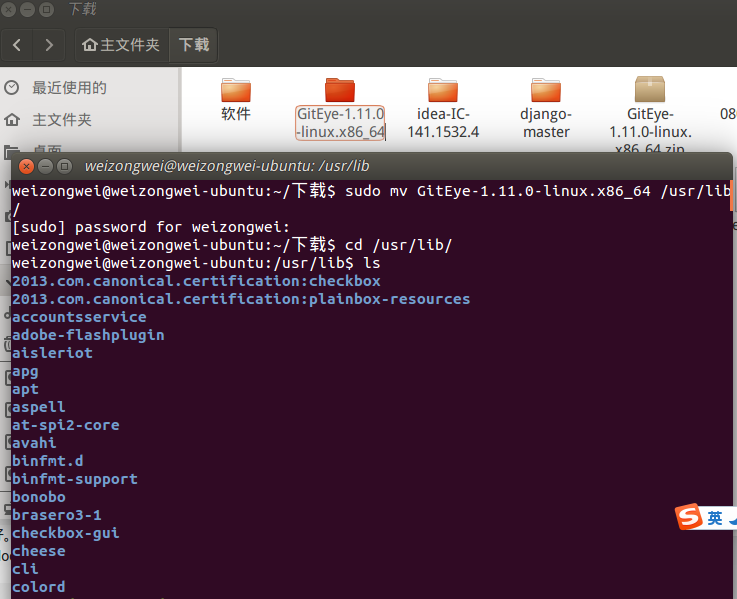 下载
主文件夹
下载
最近使用的
主文件夹
桌面
软件
GitEye-1.11.0
-linux.x86_64
idea-IC-
141.1532.4
django-
master
GitEye-
1.11.0-linux.
x86_64.zip
08
weizongwei@weizongwei-ubuntu: /usr/lib
weizongwei@weizongwei-ubuntu:~/下载$ sudo mv GitEye-1.11.0-linux.x86_64 /usr/lib
/
[sudo] password for weizongwei:
weizongwei@weizongwei-ubuntu:~/下载$ cd /usr/lib/
weizongwei@weizongwei-ubuntu:/usr/lib$ ls
2013.com.canonical.certification:checkbox
2013.com.canonical.certification:plainbox-resources
accountsservice
adobe-flashplugin
aisleriot
apg
apt
aspell
at-spi2-core
avahi
binfmt.d
binfmt-support
bonobo
brasero3-1
checkbox-gui
cheese
cli
colord
英